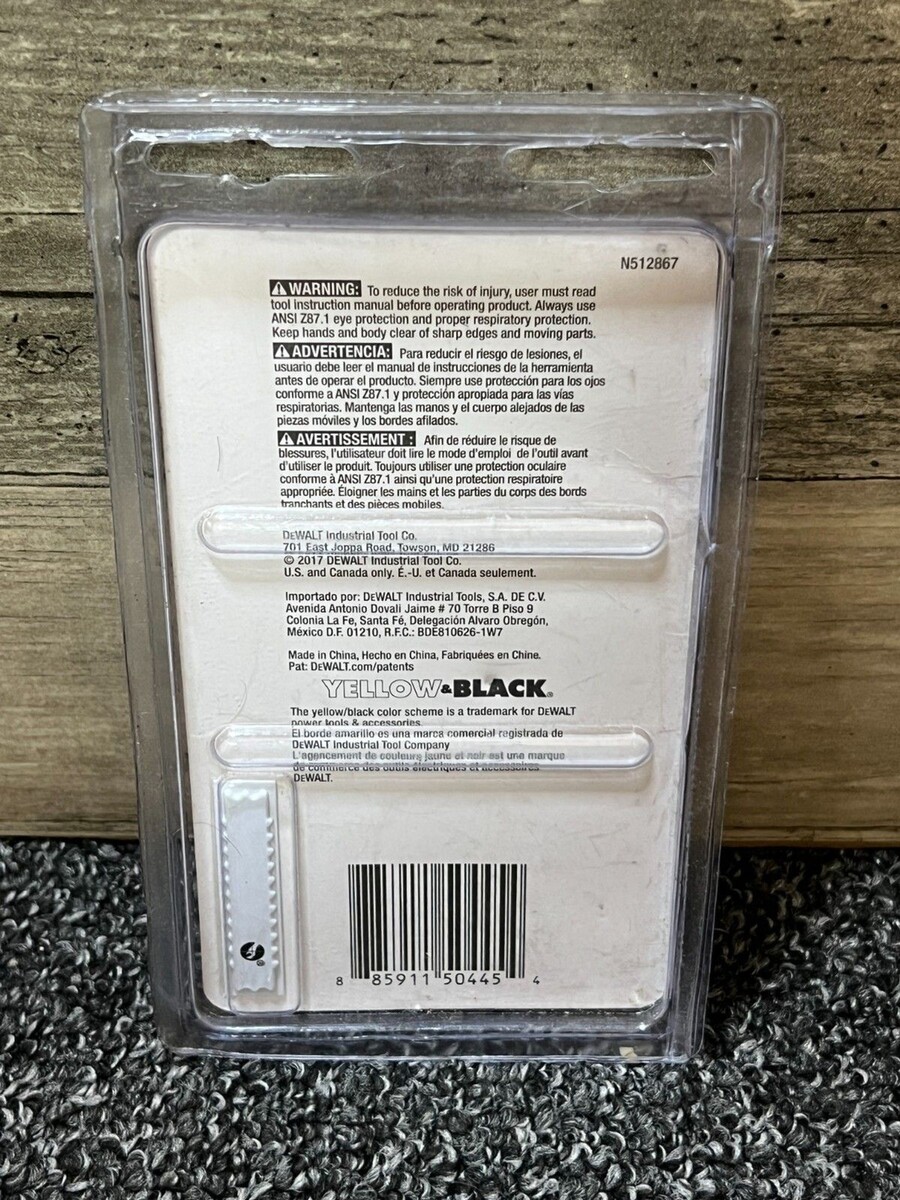 N512867
WARNING: To reduce the risk of injury, user must read
tool instruction manual before operating product. Always use
ANSI Z87.1 eye protection and proper respiratory protection.
Keep hands and body clear of sharp edges and moving parts.
ADVERTENCIA: Para reducir el riesgo de lesiones, el
usuario debe leer el manual de instrucciones de la herramienta
antes de operar el producto. Siempre use protección para los ojos
conforme a ANSI Z87.1 y protección apropiada para las vías
respiratorias. Mantenga las manos y el cuerpo alejados de las
piezas móviles y los bordes afilados.
AVERTISSEMENT : Afin de réduire le risque de
blessures, l'utilisateur doit lire le mode d'emploi de l'outil avant
d'utiliser le produit. Toujours utiliser une protection oculaire
conforme à ANSI Z87.1 ainsi qu'une protection respiratoire
appropriée. Éloigner les mains et les parties du corps des bords
tranchants et des pièces mobiles.
DEWALT Industrial Tool Co.
701 East Joppa Road, Towson, MD 21286
© 2017 DEWALT Industrial Tool Co.
U.S. and Canada only. É.-U. et Canada seulement.
Importado por: DEWALT Industrial Tools, S.A. DE C.V.
Avenida Antonio Dovali Jaime # 70 Torre B Piso 9
Colonia La Fe, Santa Fé, Delegación Alvaro Obregón,
México D.F. 01210, R.F.C.: BDE810626-1W7
Made in China, Hecho en China, Fabriquées en Chine.
Pat: DEWALT.com/patents
YELLOW&BLACK®
The yellow/black color scheme is a trademark for DEWALT
power tools & accessories.
El borde amarillo es una marca comercial registrada de
DEWALT Industrial Tool Company
L'agencement de couleurs jaune et noir est une marque
de commerce des outils électriques et accessoires
DEWALT.
8 85911 50445 4